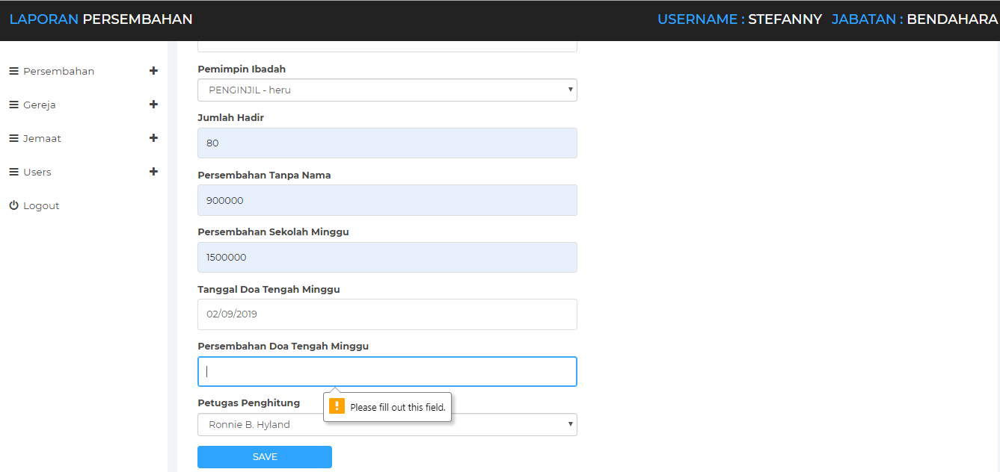 LAPORAN PERSEMBAHAN
USERNAME : STEFANNY JABATAN : BENDAHARA
Persembahan
Gereja
Jemaat
Users
Logout
Pemimpin Ibadah
PENGINJIL - heru
Jumlah Hadir
80
Persembahan Tanpa Nama
900000
Persembahan Sekolah Minggu
1500000
Tanggal Doa Tengah Minggu
02/09/2019
Persembahan Doa Tengah Minggu
Please fill out this field.
Petugas Penghitung
Ronnie B. Hyland
SAVE